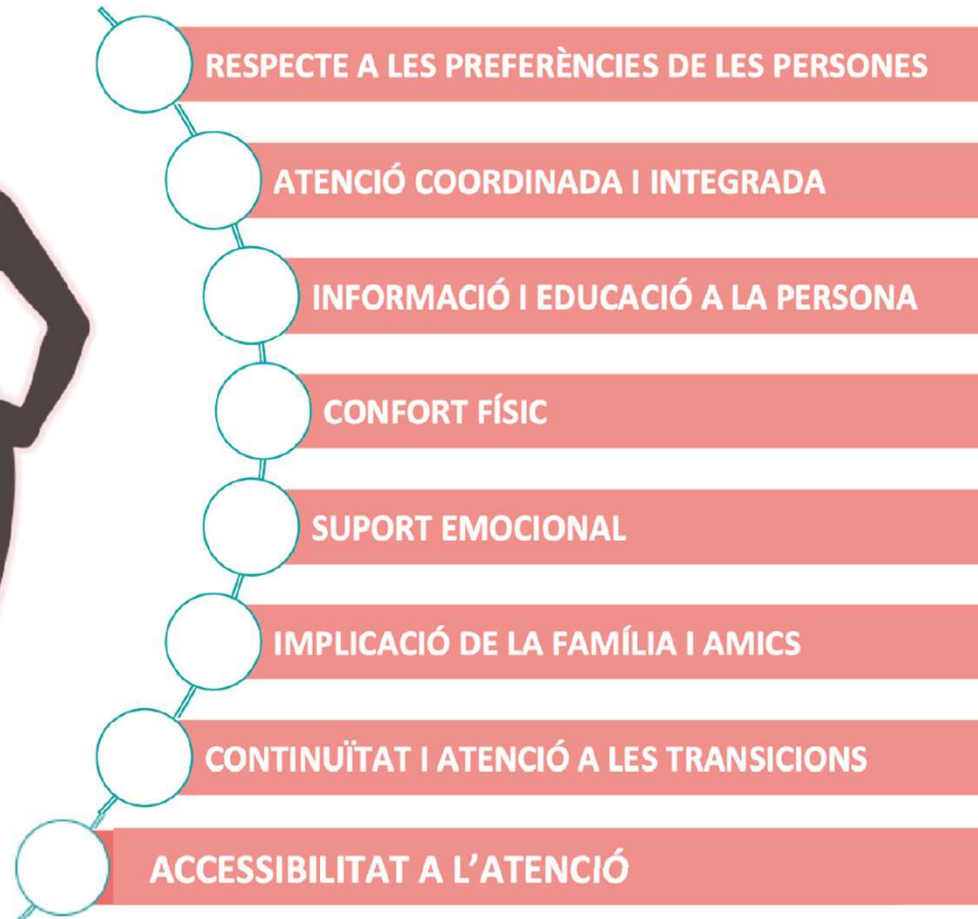 RESPECTE A LES PREFERÈNCIES DE LES PERSONES
ATENCIÓ COORDINADA I INTEGRADA
INFORMACIÓ I EDUCACIÓ A LA PERSONA
CONFORT FÍSIC
SUPORT EMOCIONAL
IMPLICACIÓ DE LA FAMÍLIA I AMICS
CONTINUÏTAT I ATENCIÓ A LES TRANSICIONS
ACCESSIBILITAT A L'ATENCIÓ